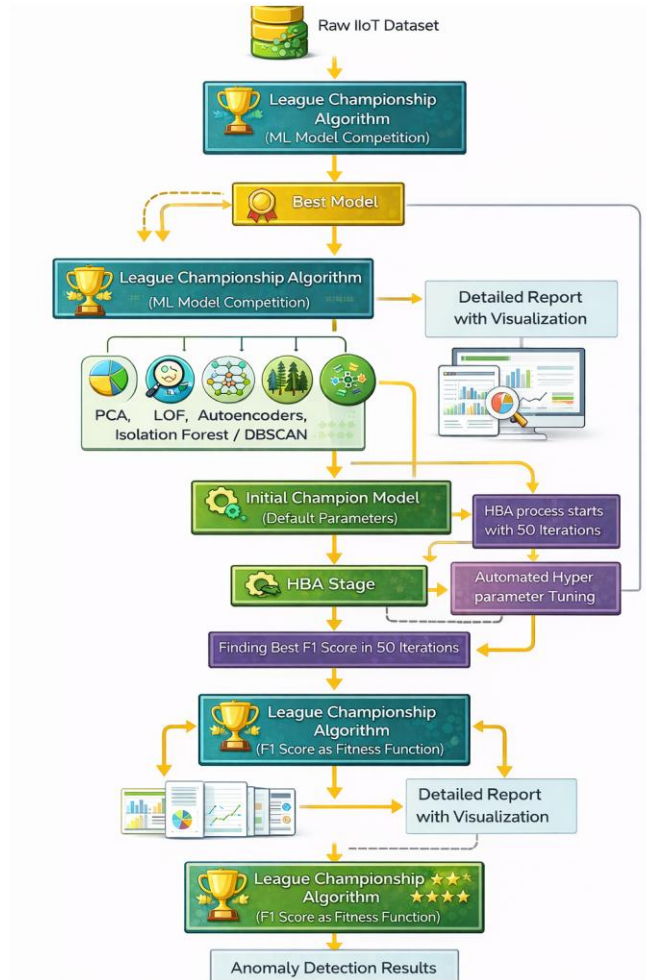 Raw IIoT Dataset
League Championship
Algorithm
(ML Model Competition)
Best Model
League Championship Algorithm
(ML Model Competition)
Detailed Report
with Visualization
PCA, LOF, Autoencoders,
Isolation Forest / DBSCAN
Initial Champion Model
(Default Parameters)
HBA process starts
with 50 Iterations
HBA Stage
Automated Hyper
parameter Tuning
Finding Best F1 Score in 50 Iterations
League Championship
Algorithm
(F1 Score as Fitness Function)
Detailed Report
with Visualization
League Championship
Algorithm
(F1 Score as Fitness Function)
Anomaly Detection Results